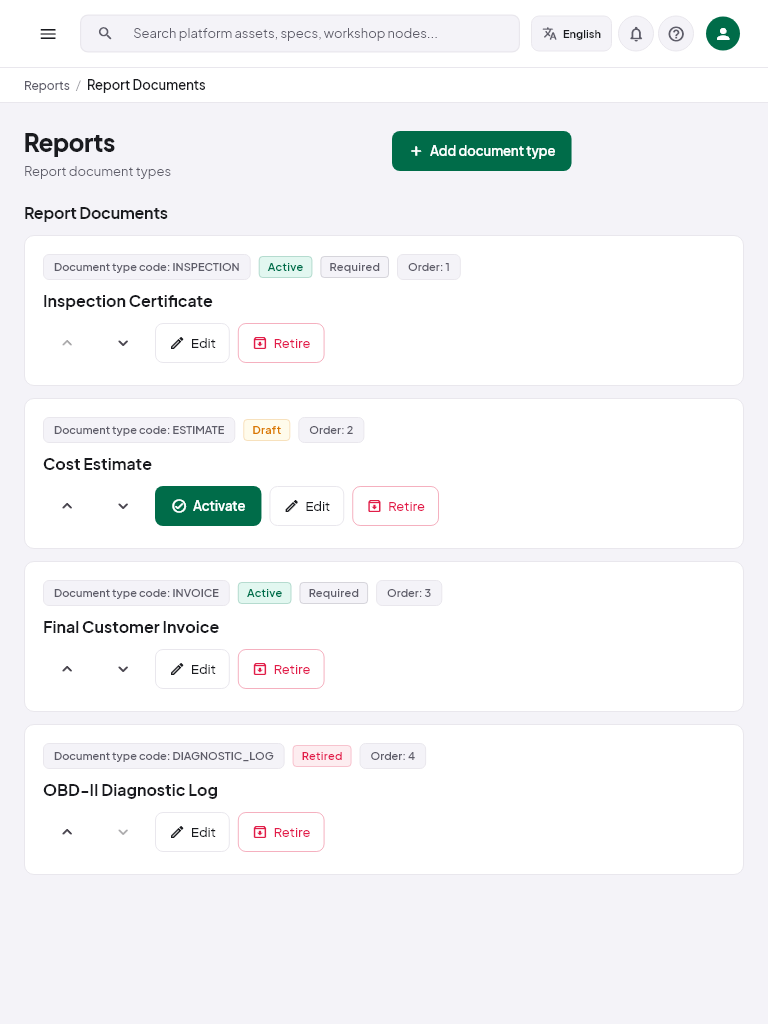 Search platform assets, specs, workshop nodes... English
Reports / Report Documents
Reports
Add document type
Report document types
Report Documents
Document type code: INSPECTION Active Required Order: 1
Inspection Certificate
Edit Retire
Document type code: ESTIMATE Draft Order: 2
Cost Estimate
Activate Edit Retire
Document type code: INVOICE Active Required Order: 3
Final Customer Invoice
Edit Retire
Document type code: DIAGNOSTIC_LOG Retired Order: 4
OBD-II Diagnostic Log
Edit Retire